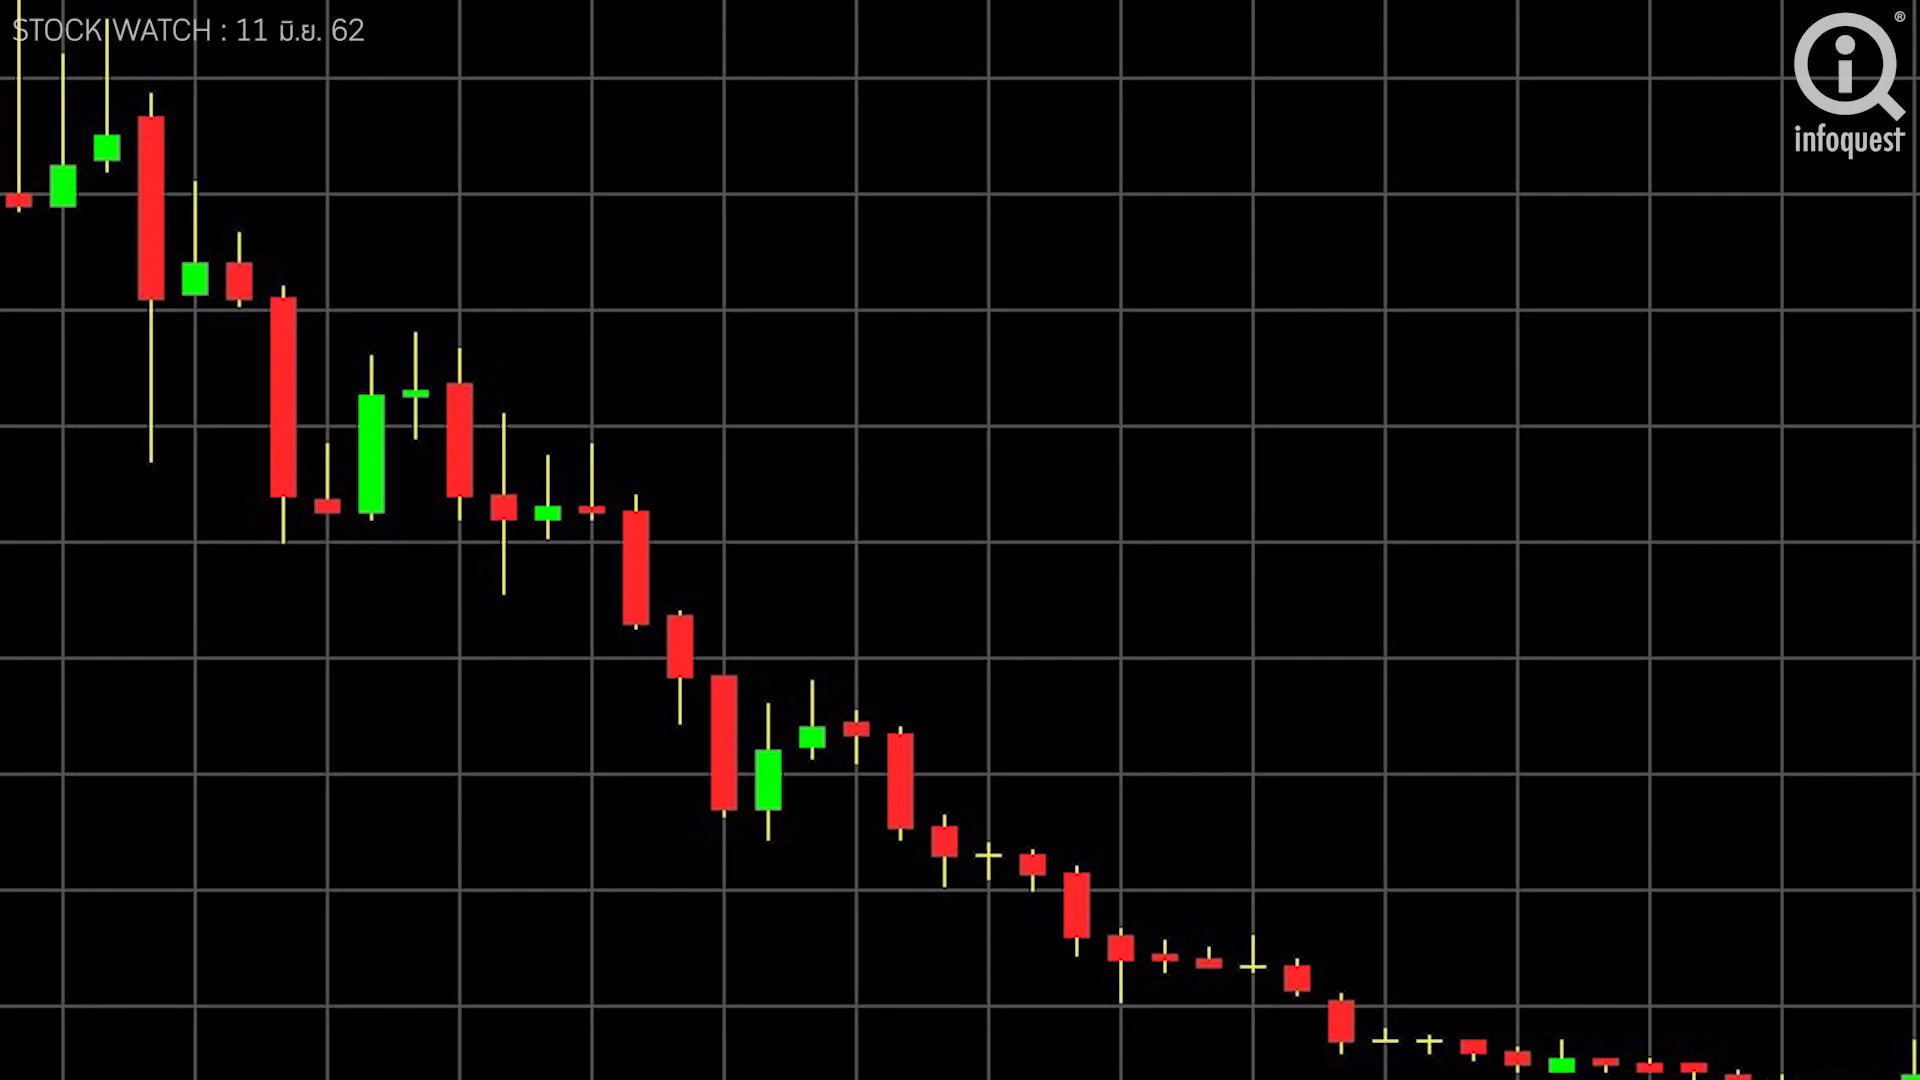 STOCK WATCH : 11 มิ.ย. 62
®
infoquest